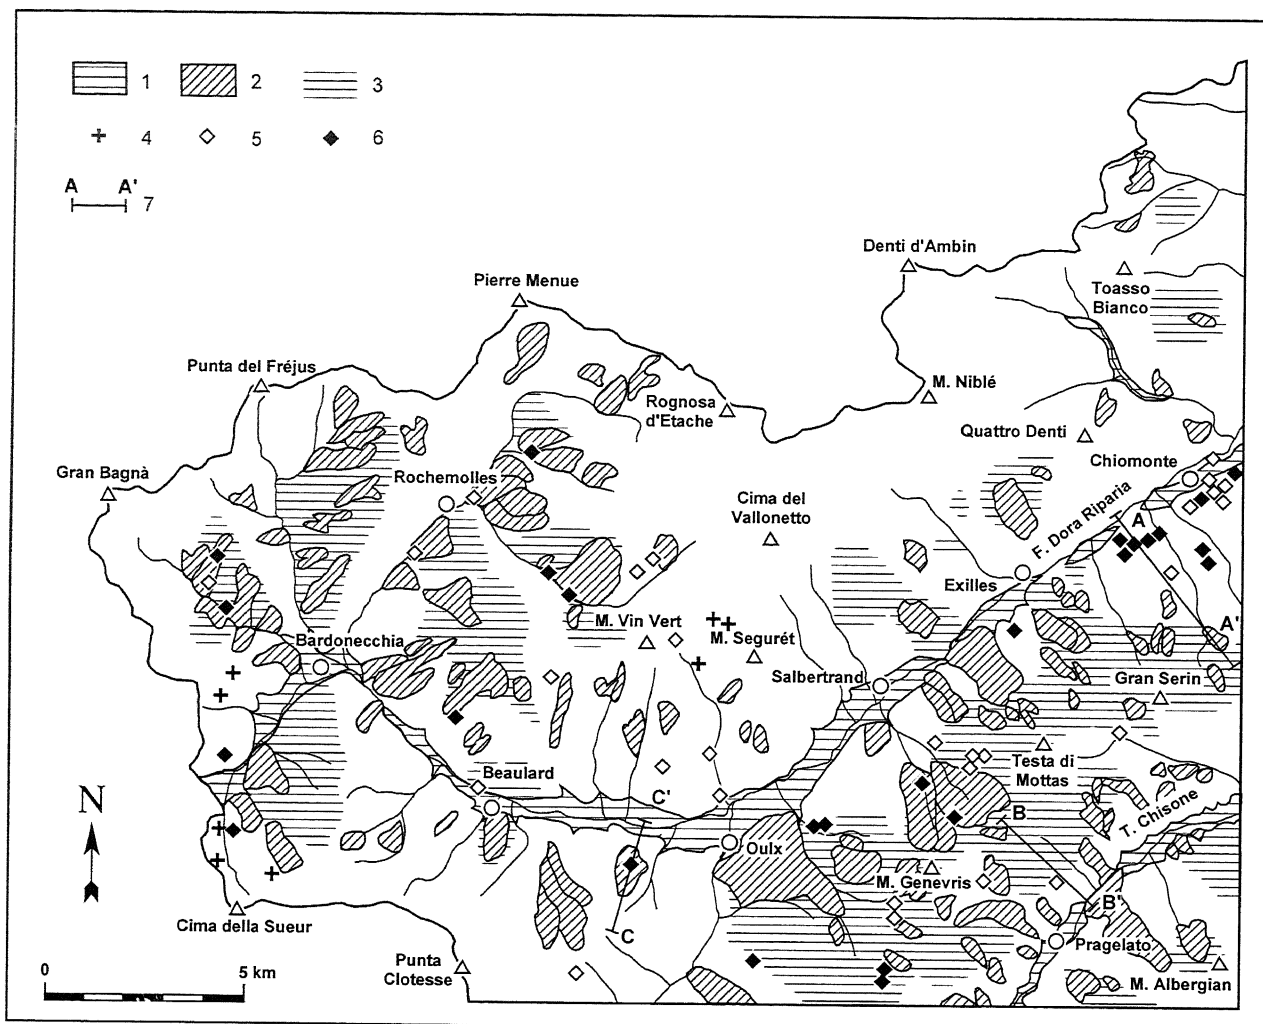 1
2
3
4
5
6
A
A'
7
Denti d'Ambin
Pierre Menue
Toasso
Bianco
Punta del Fréjus
M. Niblé
Rognosa
d'Etache
Quattro Denti
Chiomonte
Gran Bagnà
Rochemolles
Cima del
Vallonetto
F. Dora Riparia
A
Exilles
M. Vin Vert
A'
Bardonecchia
M. Segurét
Salbertrand
Gran Serin
Testa di
Mottas
Beaulard
C'
N
B
T. Chisone
Oulx
M. Genevris
B'
Cima della Sueur
C
Pragelato
Punta
Clotesse
M. Albergian
0
5 km